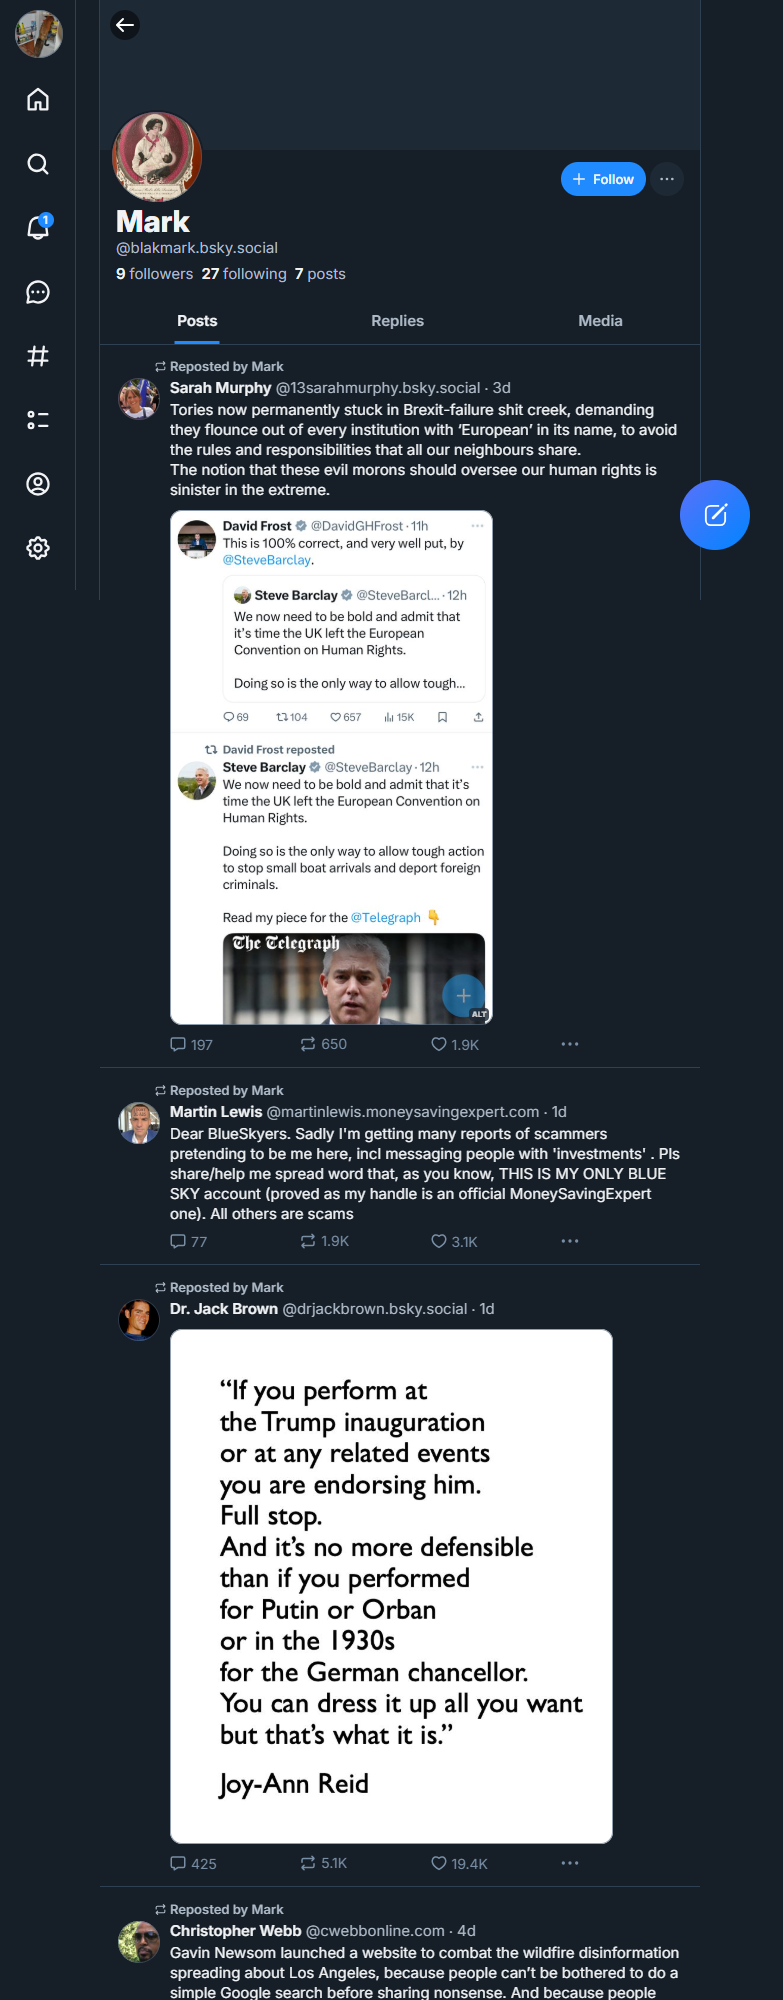 1
+ Follow
Mark
@blakmark.bsky.social
9 followers 27 following 7 posts
Posts Replies Media
Reposted by Mark
Sarah Murphy @13sarahmurphy.bsky.social · 3d
Tories now permanently stuck in Brexit-failure shit creek, demanding
they flounce out of every institution with 'European' in its name, to avoid
the rules and responsibilities that all our neighbours share.
The notion that these evil morons should oversee our human rights is
sinister in the extreme.
David Frost @DavidGHFrost · 11h
This is 100% correct, and very well put, by
@SteveBarclay.
Steve Barclay @SteveBarcl... · 12h
We now need to be bold and admit that
it's time the UK left the European
Convention on Human Rights.
Doing so is the only way to allow tough...
69 104 657 15K
David Frost reposted
Steve Barclay @SteveBarclay · 12h
We now need to be bold and admit that it's
time the UK left the European Convention on
Human Rights.
Doing so is the only way to allow tough action
to stop small boat arrivals and deport foreign
criminals.
Read my piece for the @Telegraph 👇
The Telegraph
ALT
197 650 1.9K
Reposted by Mark
Martin Lewis @martinlewis.moneysavingexpert.com · 1d
Dear BlueSkyers. Sadly I'm getting many reports of scammers
pretending to be me here, incl messaging people with 'investments' . Pls
share/help me spread word that, as you know, THIS IS MY ONLY BLUE
SKY account (proved as my handle is an official MoneySavingExpert
one). All others are scams
77 1.9K 3.1K
Reposted by Mark
Dr. Jack Brown @drjackbrown.bsky.social · 1d
“If you perform at
the Trump inauguration
or at any related events
you are endorsing him.
Full stop.
And it’s no more defensible
than if you performed
for Putin or Orban
or in the 1930s
for the German chancellor.
You can dress it up all you want
but that’s what it is.”
Joy-Ann Reid
425 5.1K 19.4K
Reposted by Mark
Christopher Webb @cwebbonline.com · 4d
Gavin Newsom launched a website to combat the wildfire disinformation
spreading about Los Angeles, because people can’t be bothered to do a
simple Google search before sharing nonsense. And because people